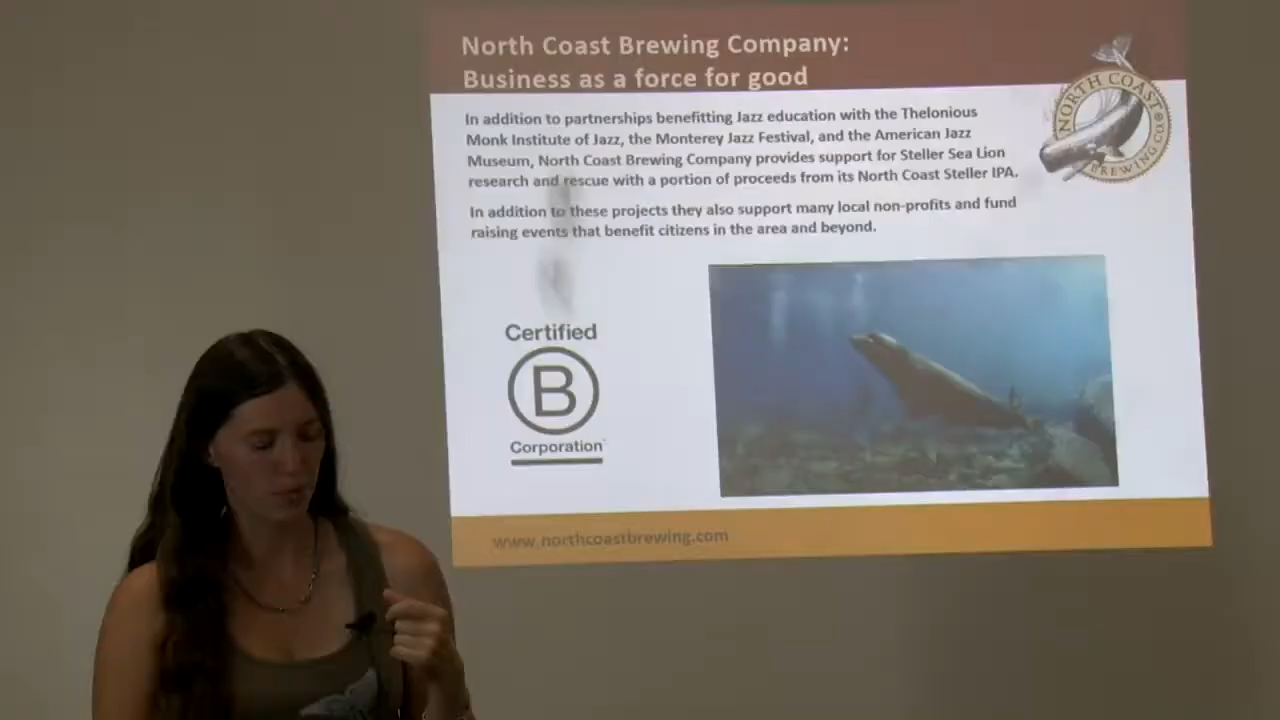 North Coast Brewing Company:
Business as a force for good
In addition to partnerships benefitting Jazz education with the Thelonious
Monk Institute of Jazz, the Monterey Jazz Festival, and the American Jazz
Museum, North Coast Brewing Company provides support for Steller Sea Lion
research and rescue with a portion of proceeds from its North Coast Steller IPA.
In addition to these projects they also support many local non-profits and fund
raising events that benefit citizens in the area and beyond.
NORTH COAST
BREWING CO.
Certified
B
Corporation
www.northcoastbrewing.com